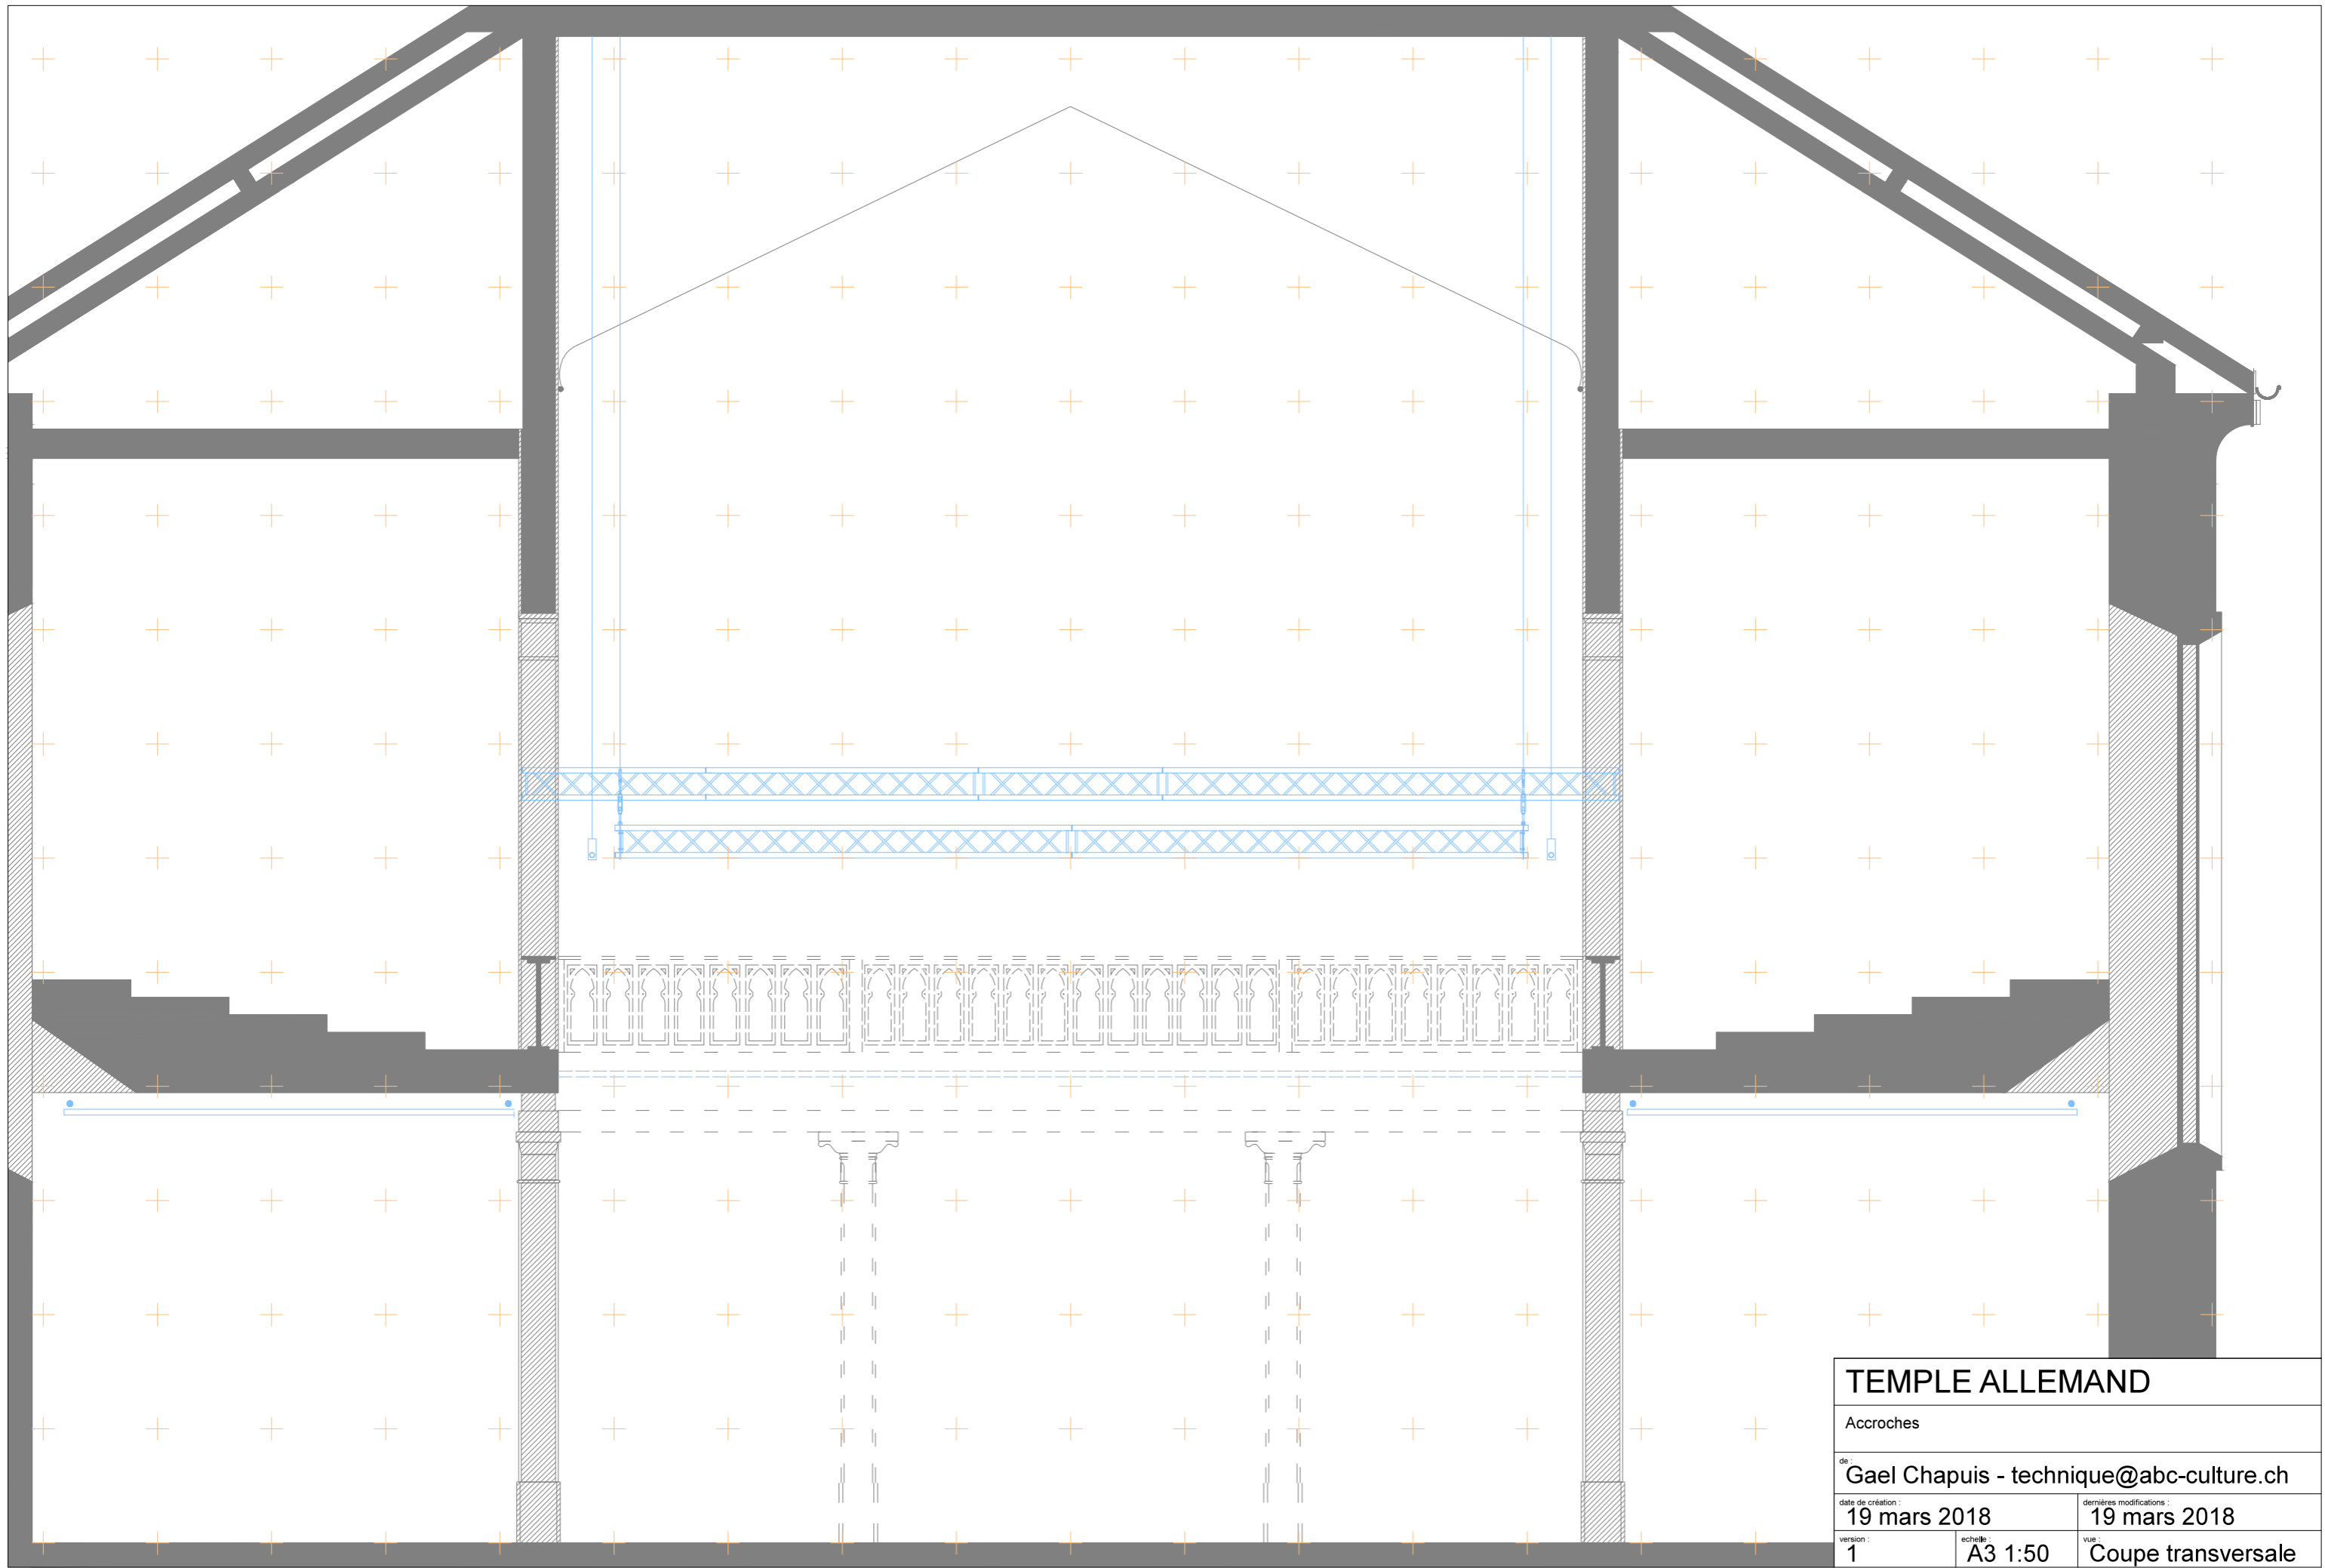 TEMPLE ALLEMAND
Accroches
de :
Gael Chapuis - technique@abc-culture.ch
date de création :
19 mars 2018
dernières modifications :
19 mars 2018
version :
1
echelle :
A3 1:50
vue :
Coupe transversale